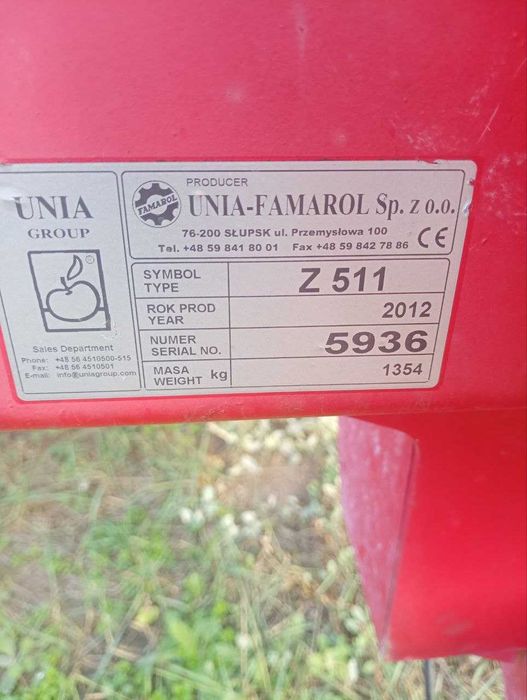 UNIA
GROUP
Sales Department
Phone: +48 56 4510500-515
Fax: +48 56 4510501
E-mail: info@uniagroup.com
FAMAROL
PRODUCER
UNIA-FAMAROL Sp. z o.o.
76-200 SŁUPSK ul. Przemysłowa 100
Tel. +48 59 841 80 01 Fax +48 59 842 78 86 CE
SYMBOL
TYPE
Z 511
ROK PROD
YEAR
2012
NUMER
SERIAL NO.
5936
MASA
WEIGHT kg
1354